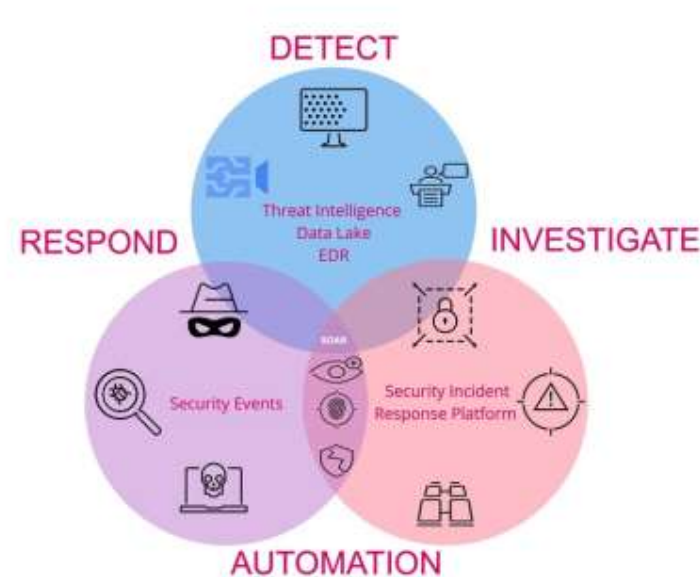 DETECT
Threat Intelligence
Data Lake
EDR
RESPOND
INVESTIGATE
SOAR
Security Events
Security Incident
Response Platform
AUTOMATION